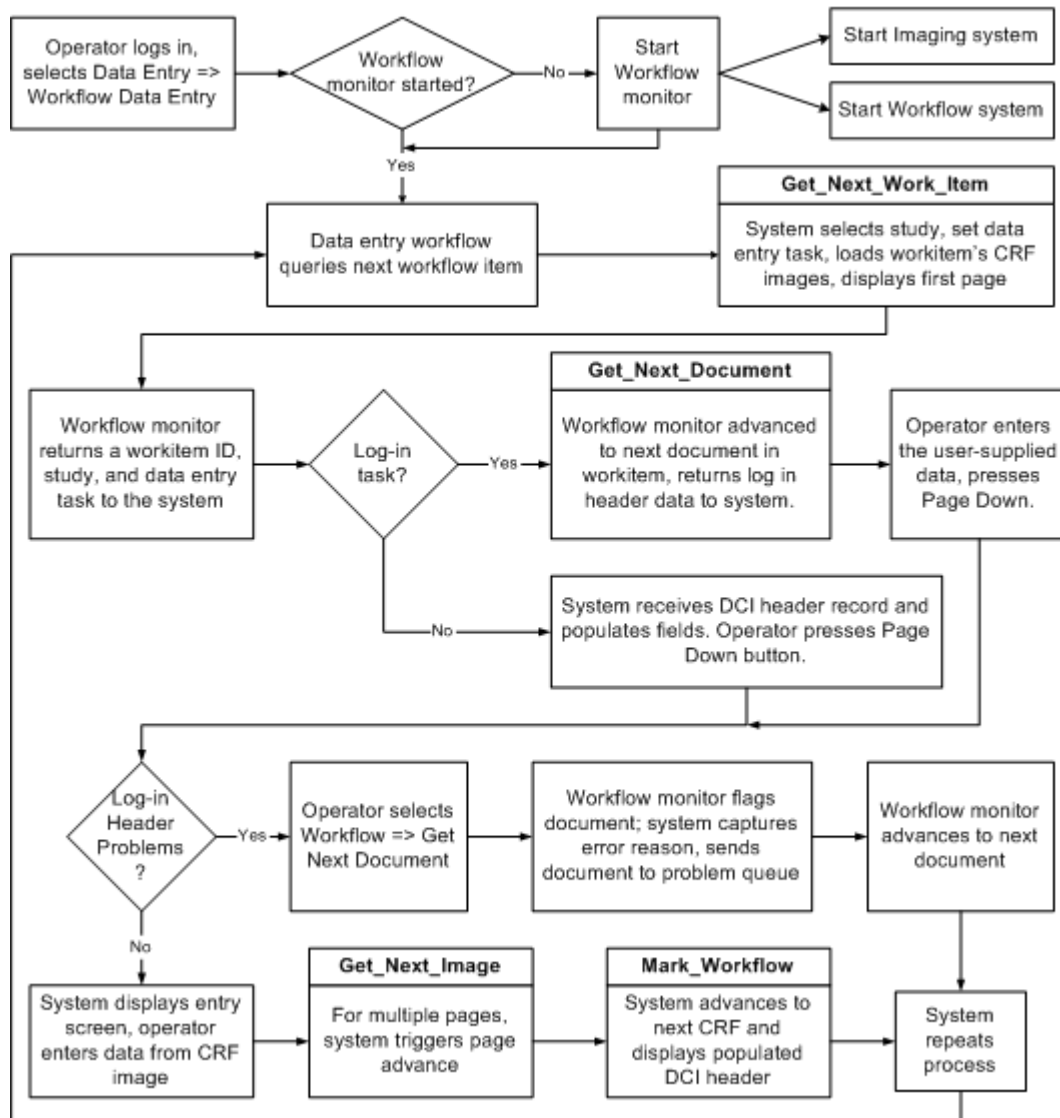 Operator logs in,
selects Data Entry =>
Workflow Data Entry
Workflow
monitor started?
No
Start
Workflow
monitor
Start Imaging system
Start Workflow system
Yes
Data entry workflow
queries next workflow item
Get_Next_Work_Item
System selects study, set data
entry task, loads workitem's CRF
images, displays first page
Workflow monitor
returns a workitem ID,
study, and data entry
task to the system
Log-in
task?
Yes
Get_Next_Document
Workflow monitor advanced
to next document in
workitem, returns log in
header data to system.
Operator enters
the user-supplied
data, presses
Page Down.
No
System receives DCI header record and
populates fields. Operator presses Page
Down button.
Log-in
Header
Problems
?
Yes
Operator selects
Workflow => Get
Next Document
Workflow monitor flags
document; system captures
error reason, sends
document to problem queue
Workflow monitor
advances to next
document
No
System displays entry
screen, operator
enters data from CRF
image
Get_Next_Image
For multiple pages,
system triggers page
advance
Mark_Workflow
System advances to
next CRF and
displays populated
DCI header
System
repeats
process